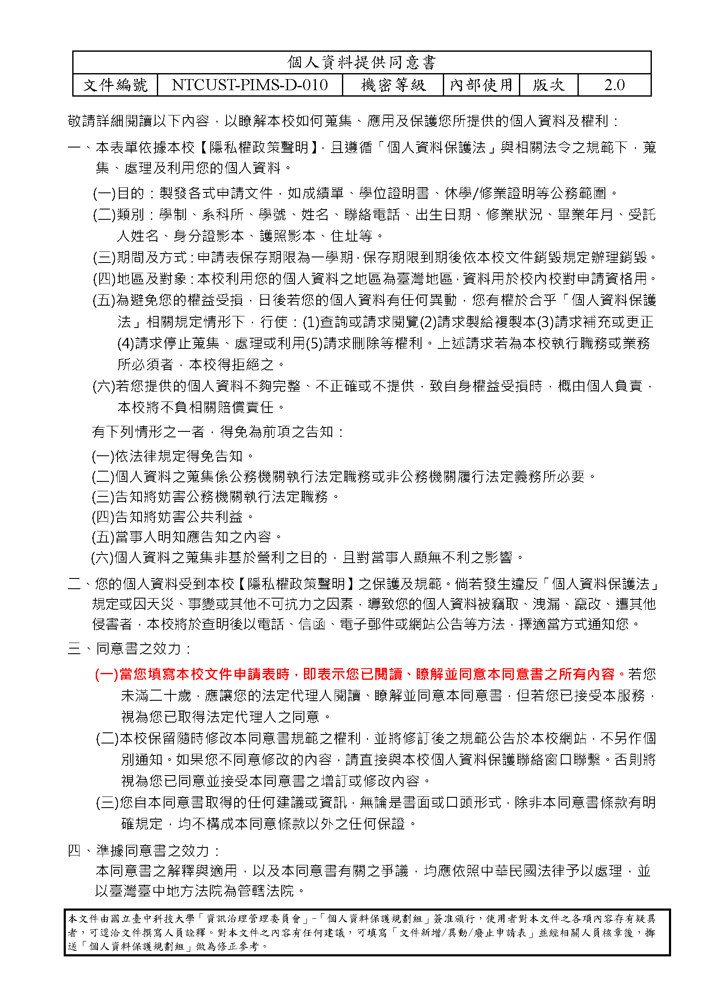 個人資料提供同意書
文件編號 NTCUST-PIMS-D-010 機密等級 內部使用 版次 2.0
敬請詳細閱讀以下內容，以瞭解本校如何蒐集、應用及保護您所提供的個人資料及權利：
一、本表單依據本校【隱私權政策聲明】，且遵循「個人資料保護法」與相關法令之規範下，蒐
集、處理及利用您的個人資料。
(一)目的：製發各式申請文件，如成績單、學位證明書、休學/修業證明等公務範圍。
(二)類別：學制、系科所、學號、姓名、聯絡電話、出生日期、修業狀況、畢業年月、受託
人姓名、身分證影本、護照影本、住址等。
(三)期間及方式：申請表保存期限為一學期，保存期限到期後依本校文件銷毀規定辦理銷毀。
(四)地區及對象：本校利用您的個人資料之地區為臺灣地區，資料用於校內校對申請資格用。
(五)為避免您的權益受損，日後若您的個人資料有任何異動，您有權於合乎「個人資料保護
法」相關規定情形下，行使：(1)查詢或請求閱覽(2)請求製給複製本(3)請求補充或更正
(4)請求停止蒐集、處理或利用(5)請求刪除等權利。上述請求若為本校執行職務或業務
所必須者，本校得拒絕之。
(六)若您提供的個人資料不夠完整、不正確或不提供，致自身權益受損時，概由個人負責，
本校將不負相關賠償責任。
有下列情形之一者，得免為前項之告知：
(一)依法律規定得免告知。
(二)個人資料之蒐集係公務機關執行法定職務或非公務機關履行法定義務所必要。
(三)告知將妨害公務機關執行法定職務。
(四)告知將妨害公共利益。
(五)當事人明知應告知之內容。
(六)個人資料之蒐集非基於營利之目的，且對當事人顯無不利之影響。
二、您的個人資料受到本校【隱私權政策聲明】之保護及規範。倘若發生違反「個人資料保護法」
規定或因天災、事變或其他不可抗力之因素，導致您的個人資料被竊取、洩漏、竄改、遭其他
侵害者，本校將於查明後以電話、信函、電子郵件或網站公告等方法，擇適當方式通知您。
三、同意書之效力：
(一)當您填寫本校文件申請表時，即表示您已閱讀、瞭解並同意本同意書之所有內容。若您
未滿二十歲，應讓您的法定代理人閱讀、瞭解並同意本同意書，但若您已接受本服務，
視為您已取得法定代理人之同意。
(二)本校保留隨時修改本同意書規範之權利，並將修訂後之規範公告於本校網站，不另作個
別通知。如果您不同意修改的內容，請直接與本校個人資料保護聯絡窗口聯繫。否則將
視為您已同意並接受本同意書之增訂或修改內容。
(三)您自本同意書取得的任何建議或資訊，無論是書面或口頭形式，除非本同意書條款有明
確規定，均不構成本同意條款以外之任何保證。
四、準據同意書之效力：
本同意書之解釋與適用，以及本同意書有關之爭議，均應依照中華民國法律予以處理，並
以臺灣臺中地方法院為管轄法院。
本文件由國立臺中科技大學「資訊治理管理委員會」-「個人資料保護規劃組」簽准頒行，使用者對本文件之各項內容存有疑異
者，可逕洽文件撰寫人員詮釋。對本文件之內容有任何建議，可填寫「文件新增/異動/廢止申請表」並經相關人員核章後，擲
送「個人資料保護規劃組」做為修正參考。